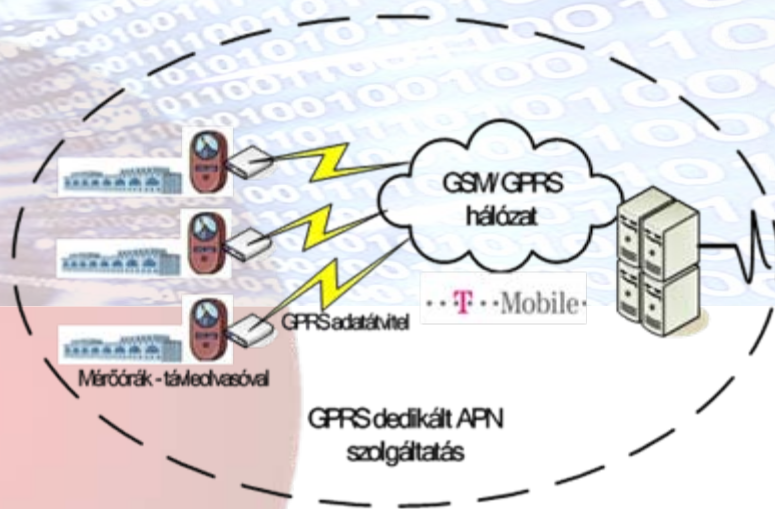 GSM/ GPRS
hálózat
··T··Mobile·
GPRS adatátvitel
Mérőórák - távleolvasóval
GPRS dedikált APN
szolgáltatás